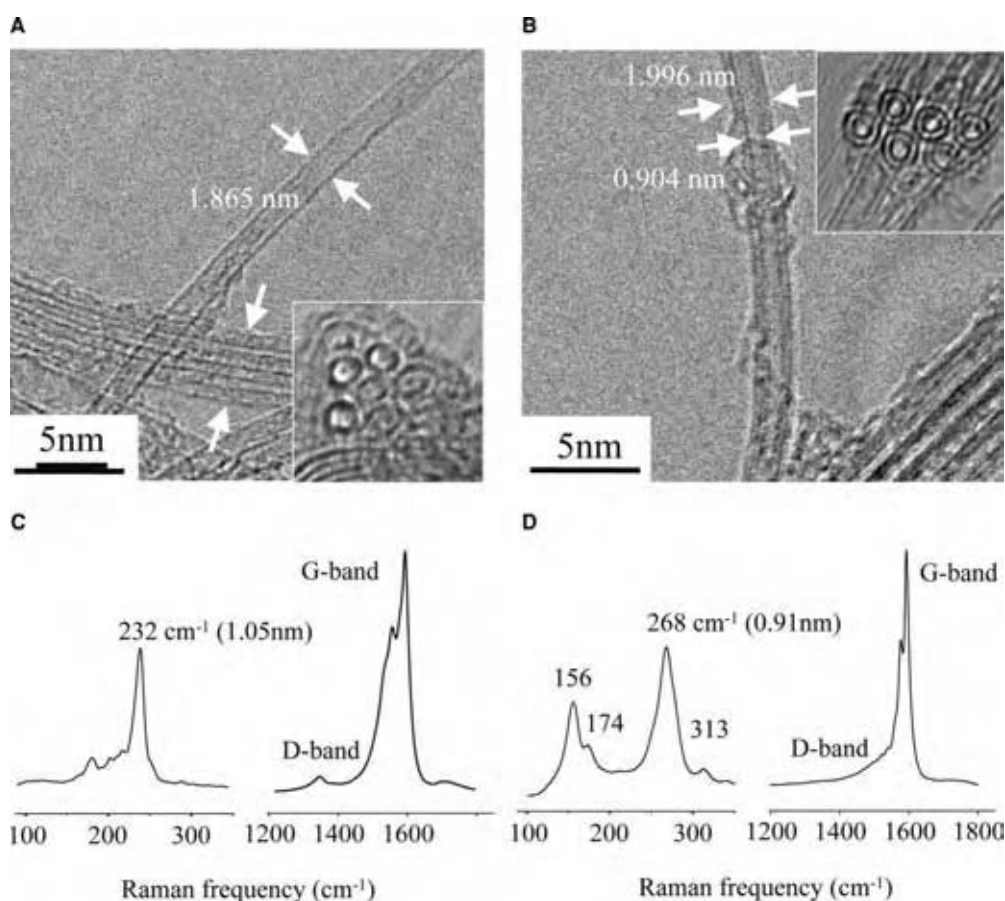 A
B
1.865 nm
5nm
1.996 nm
0.904 nm
5nm
C
D
G-band
232 cm⁻¹ (1.05nm)
D-band
100 200 300
1200 1400 1600
Raman frequency (cm⁻¹)
G-band
268 cm⁻¹ (0.91nm)
156
174
313
D-band
100 200 300
1200 1400 1600 1800
Raman frequency (cm⁻¹)